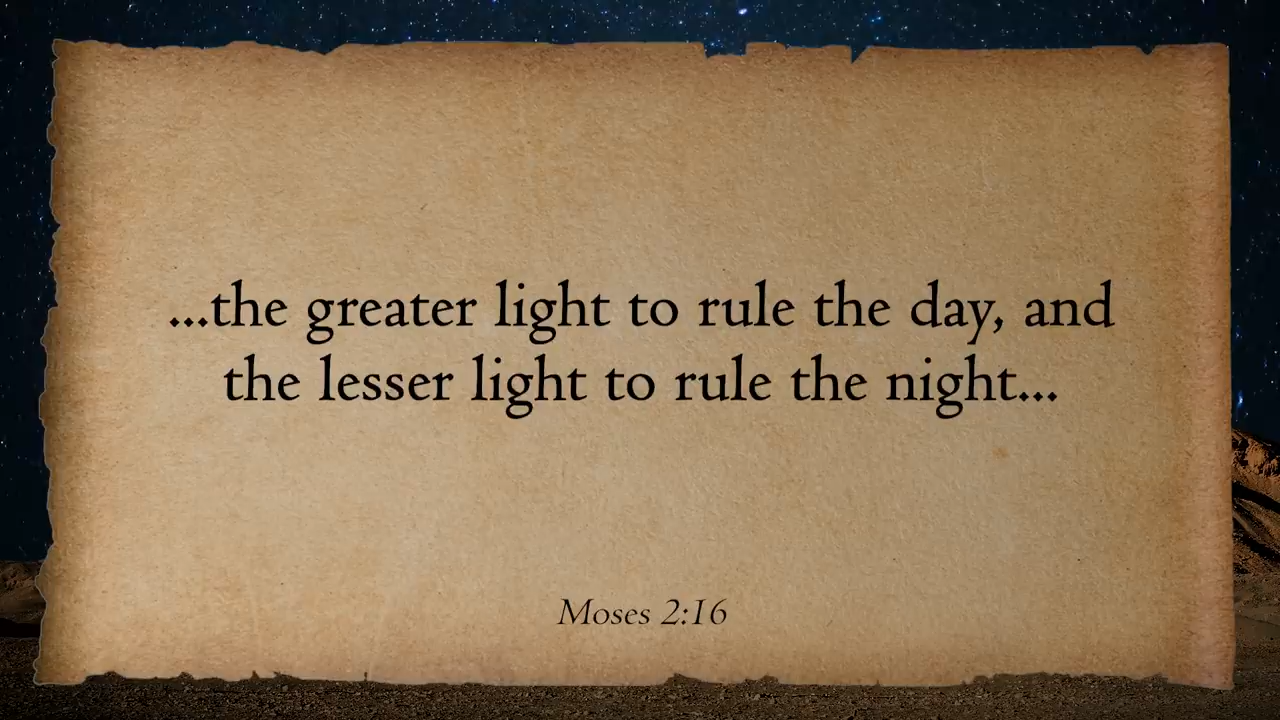 ...the greater light to rule the day, and
the lesser light to rule the night...
Moses 2:16